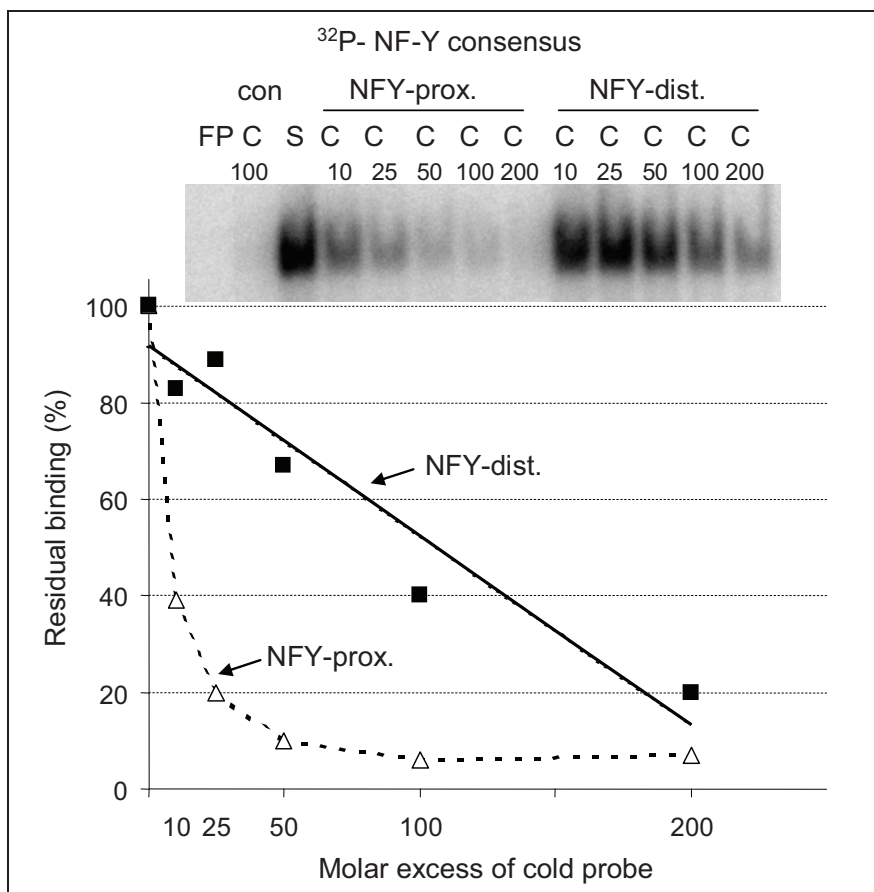 32P- NF-Y consensus
con NFY-prox. NFY-dist.
FP C S C C C C C C C C C C
100 10 25 50 100 200 10 25 50 100 200
100
80
60
40
20
0
Residual binding (%)
NFY-dist.
NFY-prox.
10 25 50 100 200
Molar excess of cold probe